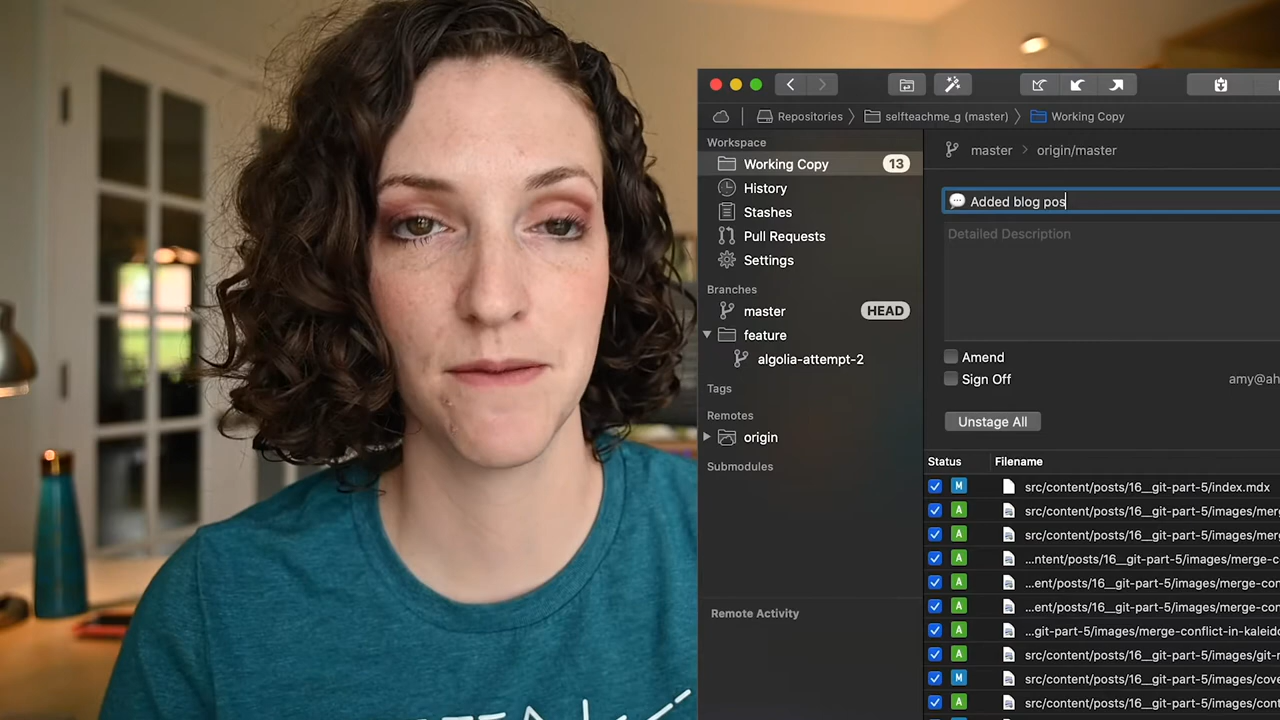 Repositories
selfteachme_g (master)
Working Copy
Workspace
Working Copy 13
History
Stashes
Pull Requests
Settings
Branches
master HEAD
feature
algolia-attempt-2
Tags
Remotes
origin
Submodules
Remote Activity
master > origin/master
💬 Added blog pos
Detailed Description
Amend
Sign Off
amy@ah
Unstage All
Status Filename
M src/content/posts/16__git-part-5/index.mdx
A src/content/posts/16__git-part-5/images/mer
A src/content/posts/16__git-part-5/images/mer
A ...ntent/posts/16__git-part-5/images/merge-c
A ...ent/posts/16__git-part-5/images/merge-con
A ...ent/posts/16__git-part-5/images/merge-con
A ...git-part-5/images/merge-conflict-in-kaleido
A src/content/posts/16__git-part-5/images/git-r
M src/content/posts/16__git-part-5/images/cove
A src/content/posts/16__git-part-5/images/cont